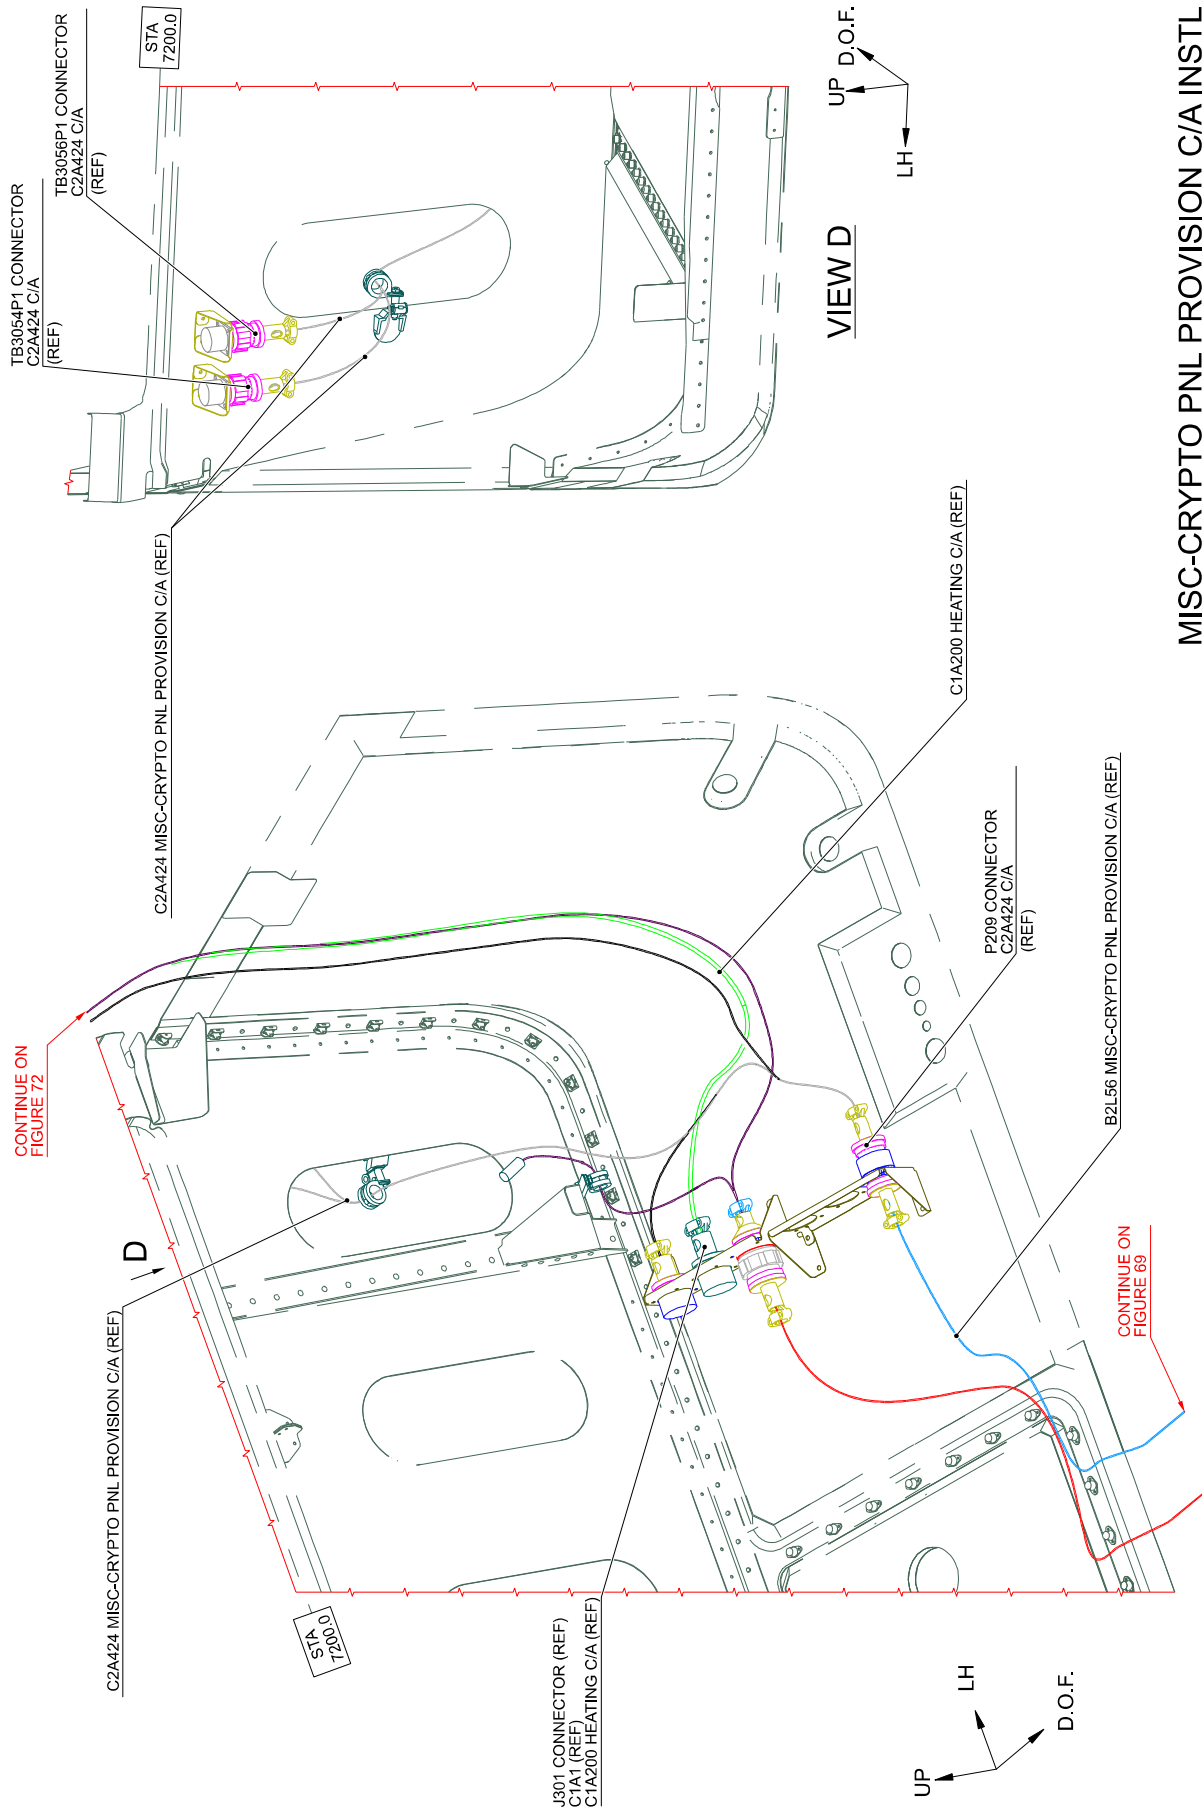 TB3054P1 CONNECTOR
C2A424 C/A
(REF)
TB3056P1 CONNECTOR
C2A424 C/A
(REF)
STA
7200.0
C2A424 MISC-CRYPTO PNL PROVISION C/A (REF)
UP
D.O.F.
LH
VIEW D
CONTINUE ON
FIGURE 72
C2A424 MISC-CRYPTO PNL PROVISION C/A (REF)
D
STA
7200.0
J301 CONNECTOR (REF)
C1A1 (REF)
C1A200 HEATING C/A (REF)
C1A200 HEATING C/A (REF)
P209 CONNECTOR
C2A424 C/A
(REF)
B2L56 MISC-CRYPTO PNL PROVISION C/A (REF)
CONTINUE ON
FIGURE 69
UP
LH
D.O.F.
MISC-CRYPTO PNL PROVISION C/A INSTL